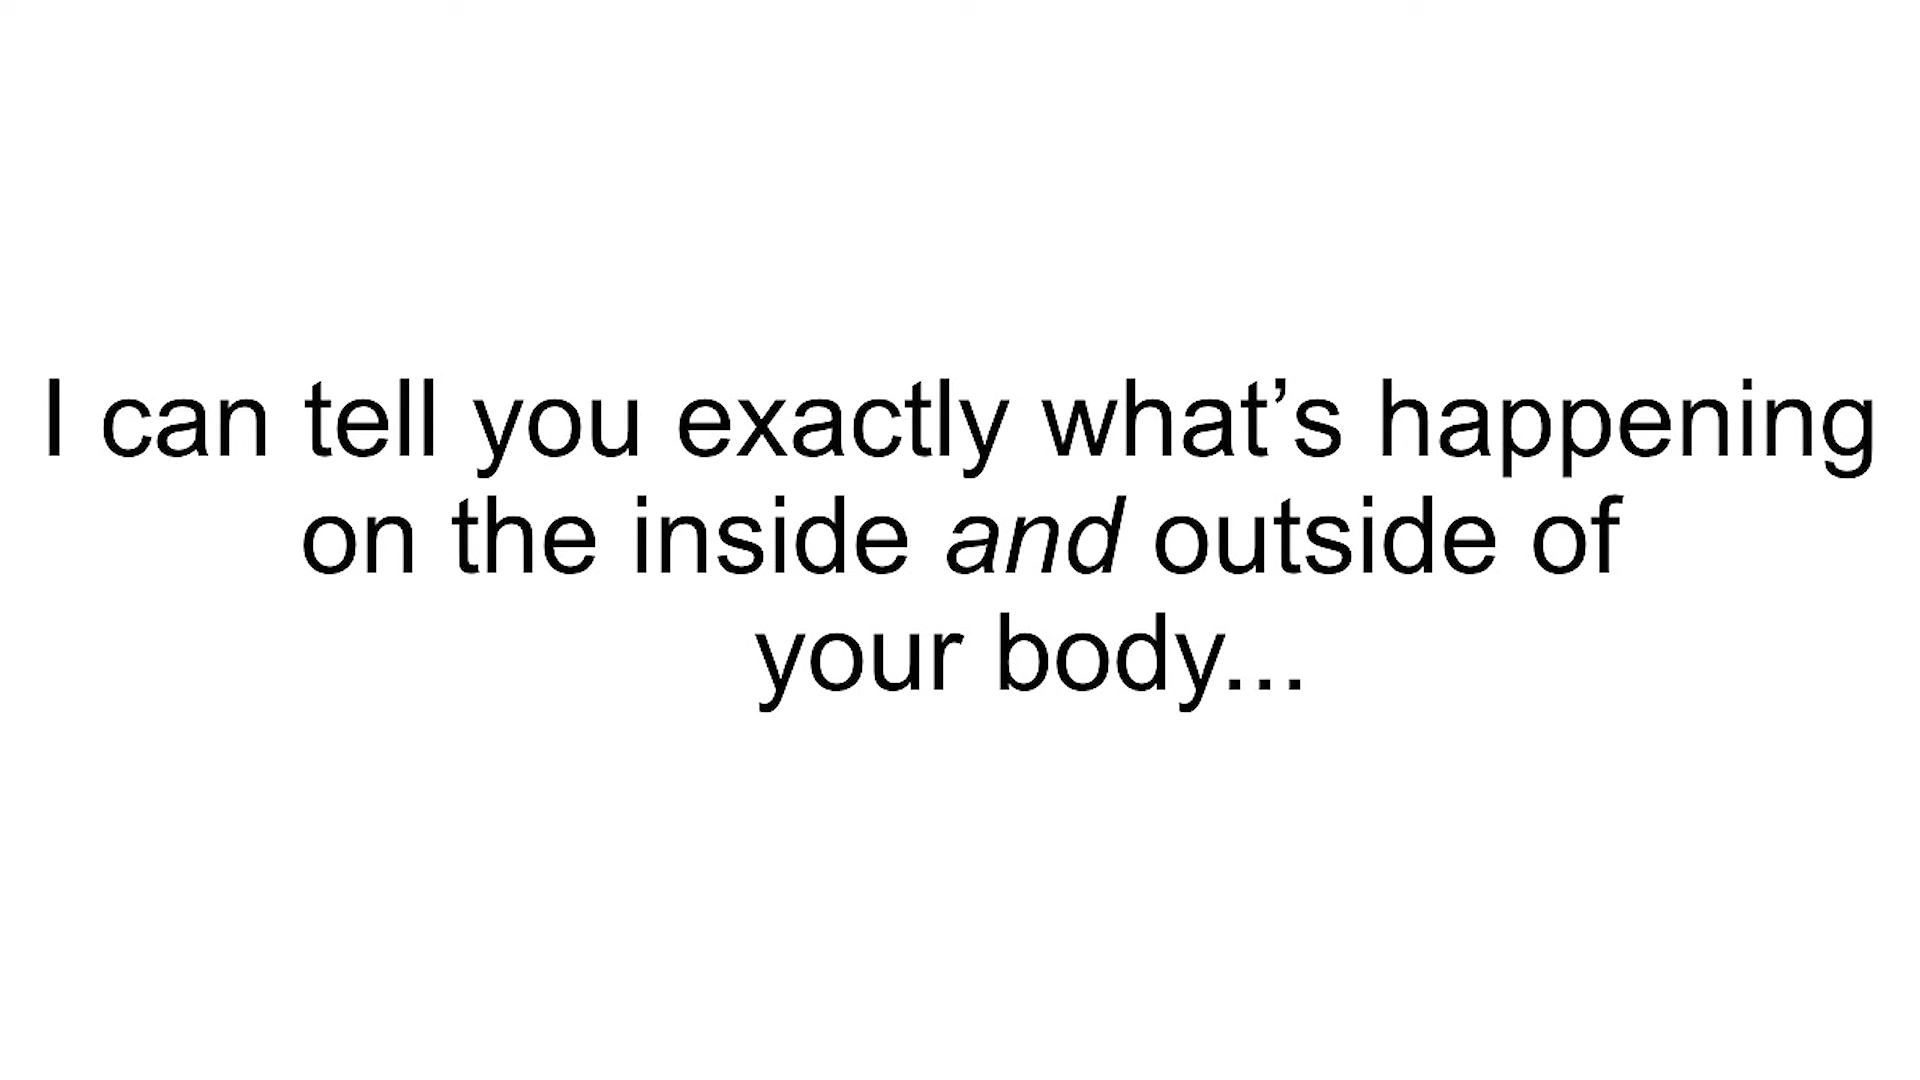 I can tell you exactly what’s happening
on the inside and outside of
your body...